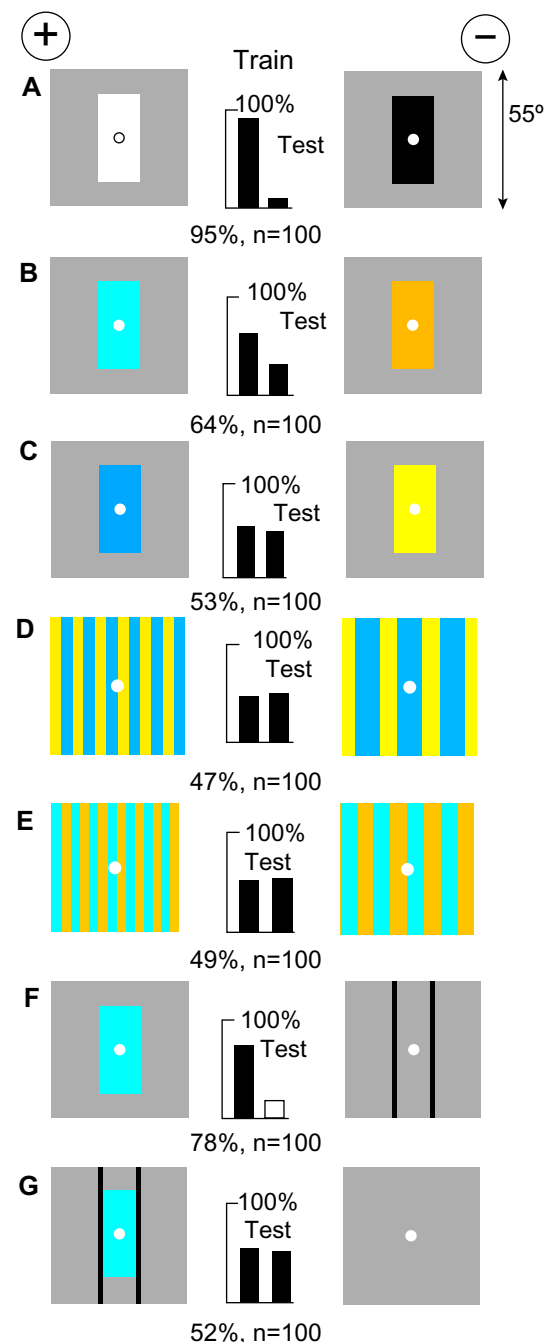 + −
Train
A 100% Test 55º
95%, n=100
B 100% Test
64%, n=100
C 100% Test
53%, n=100
D 100% Test
47%, n=100
E 100% Test
49%, n=100
F 100% Test
78%, n=100
G 100% Test
52%, n=100